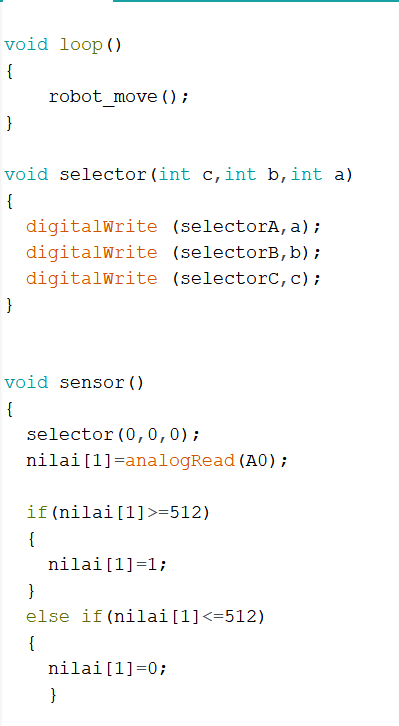 void loop()
{
    robot_move();
}
void selector(int c,int b,int a)
{
  digitalWrite (selectorA,a);
  digitalWrite (selectorB,b);
  digitalWrite (selectorC,c);
}
void sensor()
{
  selector(0,0,0);
  nilai[1]=analogRead(A0);
  if(nilai[1]>=512)
  {
    nilai[1]=1;
  }
  else if(nilai[1]<=512)
  {
    nilai[1]=0;
    }